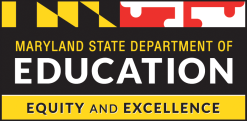 MARYLAND STATE DEPARTMENT OF
EDUCATION
EQUITY AND EXCELLENCE